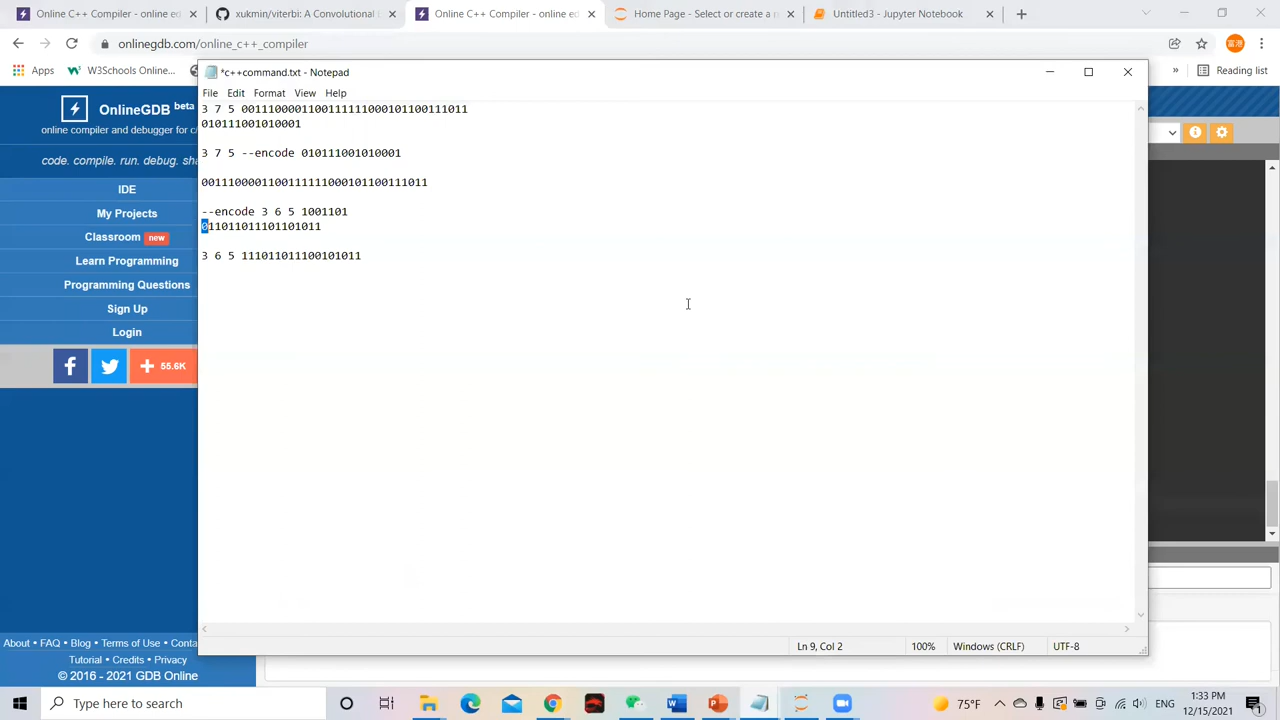 Online C++ Compiler - online ed
xukmin/viterbi: A Convolutional
Online C++ Compiler - online ed
Home Page - Select or create a n
Untitled3 - Jupyter Notebook
onlinegdb.com/online_c++_compiler
Apps
W3Schools Online...
Reading list
OnlineGDB beta
online compiler and debugger for c/
code. compile. run. debug. sha
IDE
My Projects
Classroom new
Learn Programming
Programming Questions
Sign Up
Login
55.6K
*c++command.txt - Notepad
File Edit Format View Help
3 7 5 0011100001100111111000101100111011
010111001010001
3 7 5 --encode 010111001010001
0011100001100111111000101100111011
--encode 3 6 5 1001101
011011011101101011
3 6 5 111011011100101011
Ln 9, Col 2
100%
Windows (CRLF)
UTF-8
About • FAQ • Blog • Terms of Use • Conta
Tutorial • Credits • Privacy
© 2016 - 2021 GDB Online
Type here to search
75°F
1:33 PM
12/15/2021